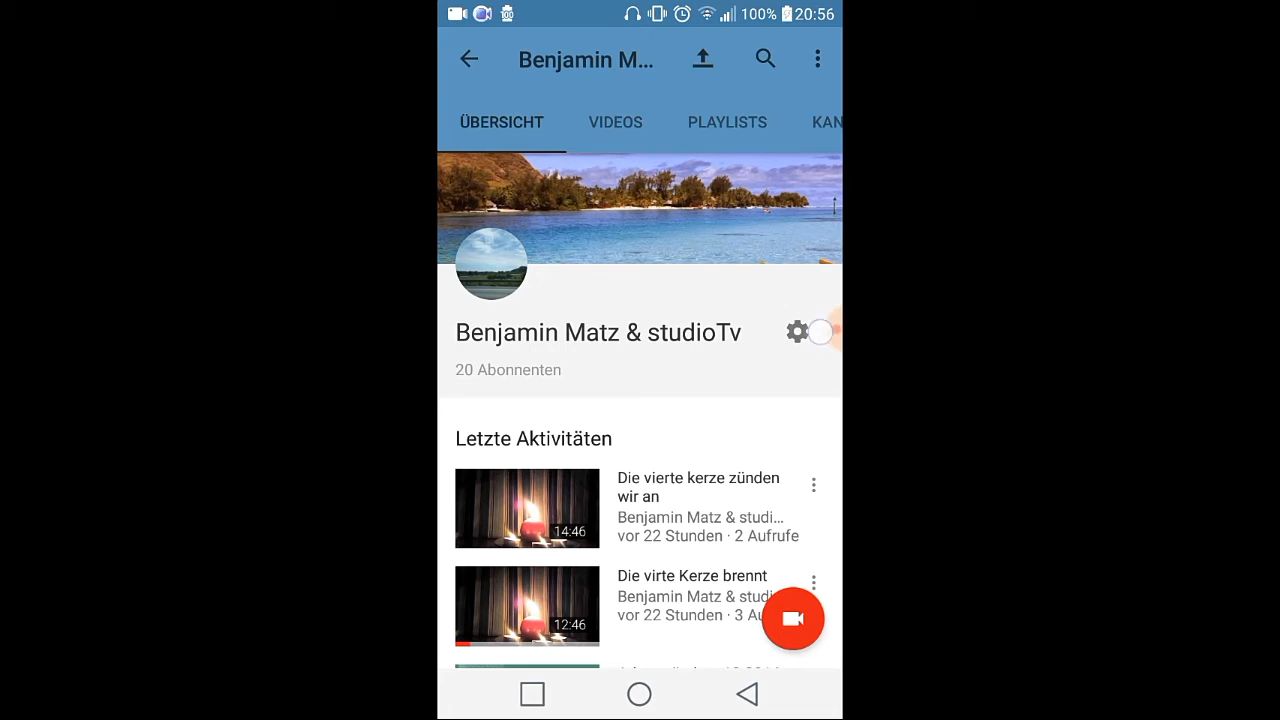 100 100% 20:56
Benjamin M...
ÜBERSICHT VIDEOS PLAYLISTS KAN
Benjamin Matz & studioTv
20 Abonnenten
Letzte Aktivitäten
14:46
Die vierte kerze zünden
wir an
Benjamin Matz & studi...
vor 22 Stunden · 2 Aufrufe
12:46
Die virte Kerze brennt
Benjamin Matz & studi
vor 22 Stunden · 3 Au